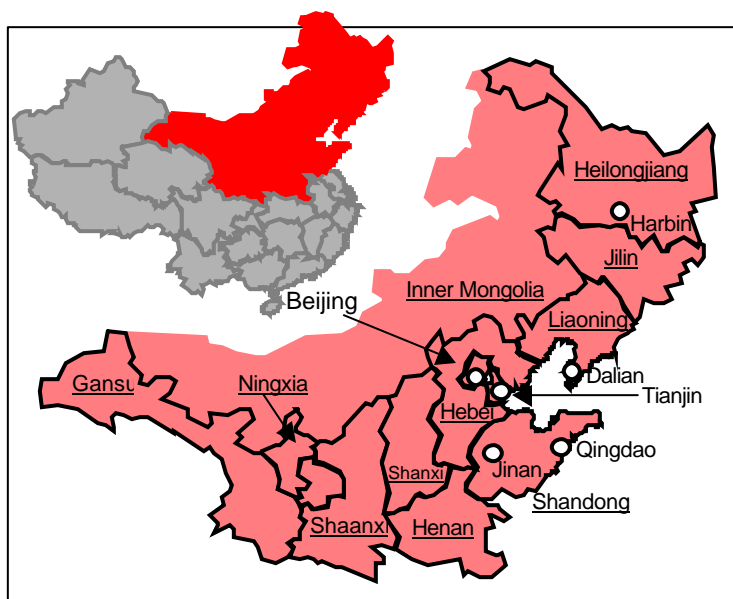 Heilongjiang
Harbin
Jilin
Inner Mongolia
Beijing
Liaoning
Gansu
Ningxia
Dalian
Tianjin
Hebei
Qingdao
Jinan
Shanxi
Shandong
Shaanxi
Henan